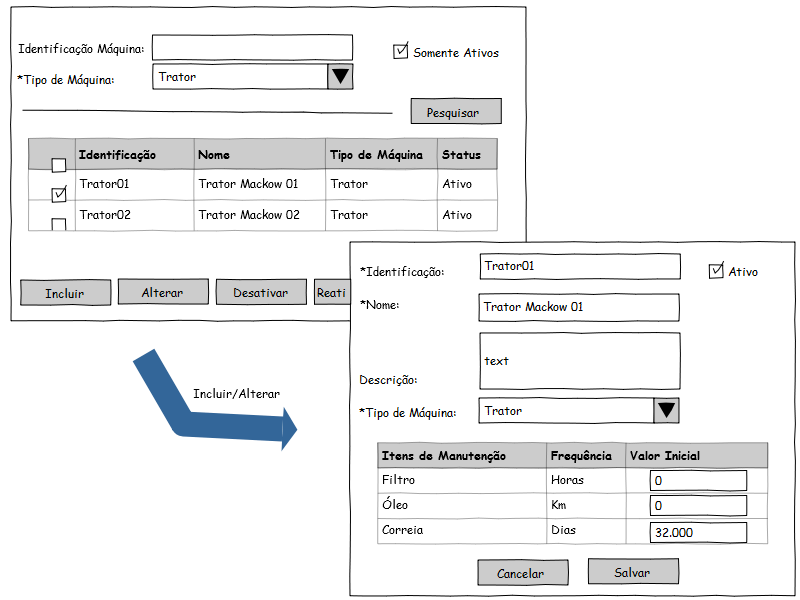 Identificação Máquina:
Somente Ativos
*Tipo de Máquina: Trator
Pesquisar
Identificação Nome Tipo de Máquina Status
Trator01 Trator Mackow 01 Trator Ativo
Trator02 Trator Mackow 02 Trator Ativo
Incluir Alterar Desativar Reati
Incluir/Alterar
*Identificação: Trator01 Ativo
*Nome: Trator Mackow 01
text
Descrição:
*Tipo de Máquina: Trator
Itens de Manutenção Frequência Valor Inicial
Filtro Horas 0
Óleo Km 0
Correia Dias 32.000
Cancelar Salvar